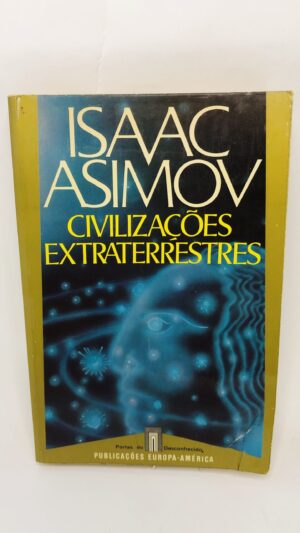 ISAAC
ASIMOV
CIVILIZAÇÕES
EXTRATERRESTRES
Portas do Desconhecido
PUBLICAÇÕES EUROPA-AMÉRICA